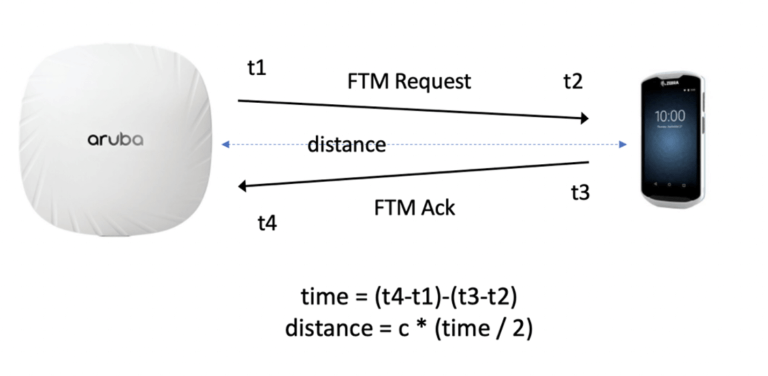 t1
FTM Request
t2
aruba
ZEBRA
10:00
distance
t3
FTM Ack
t4
time = (t4-t1)-(t3-t2)
distance = c * (time / 2)